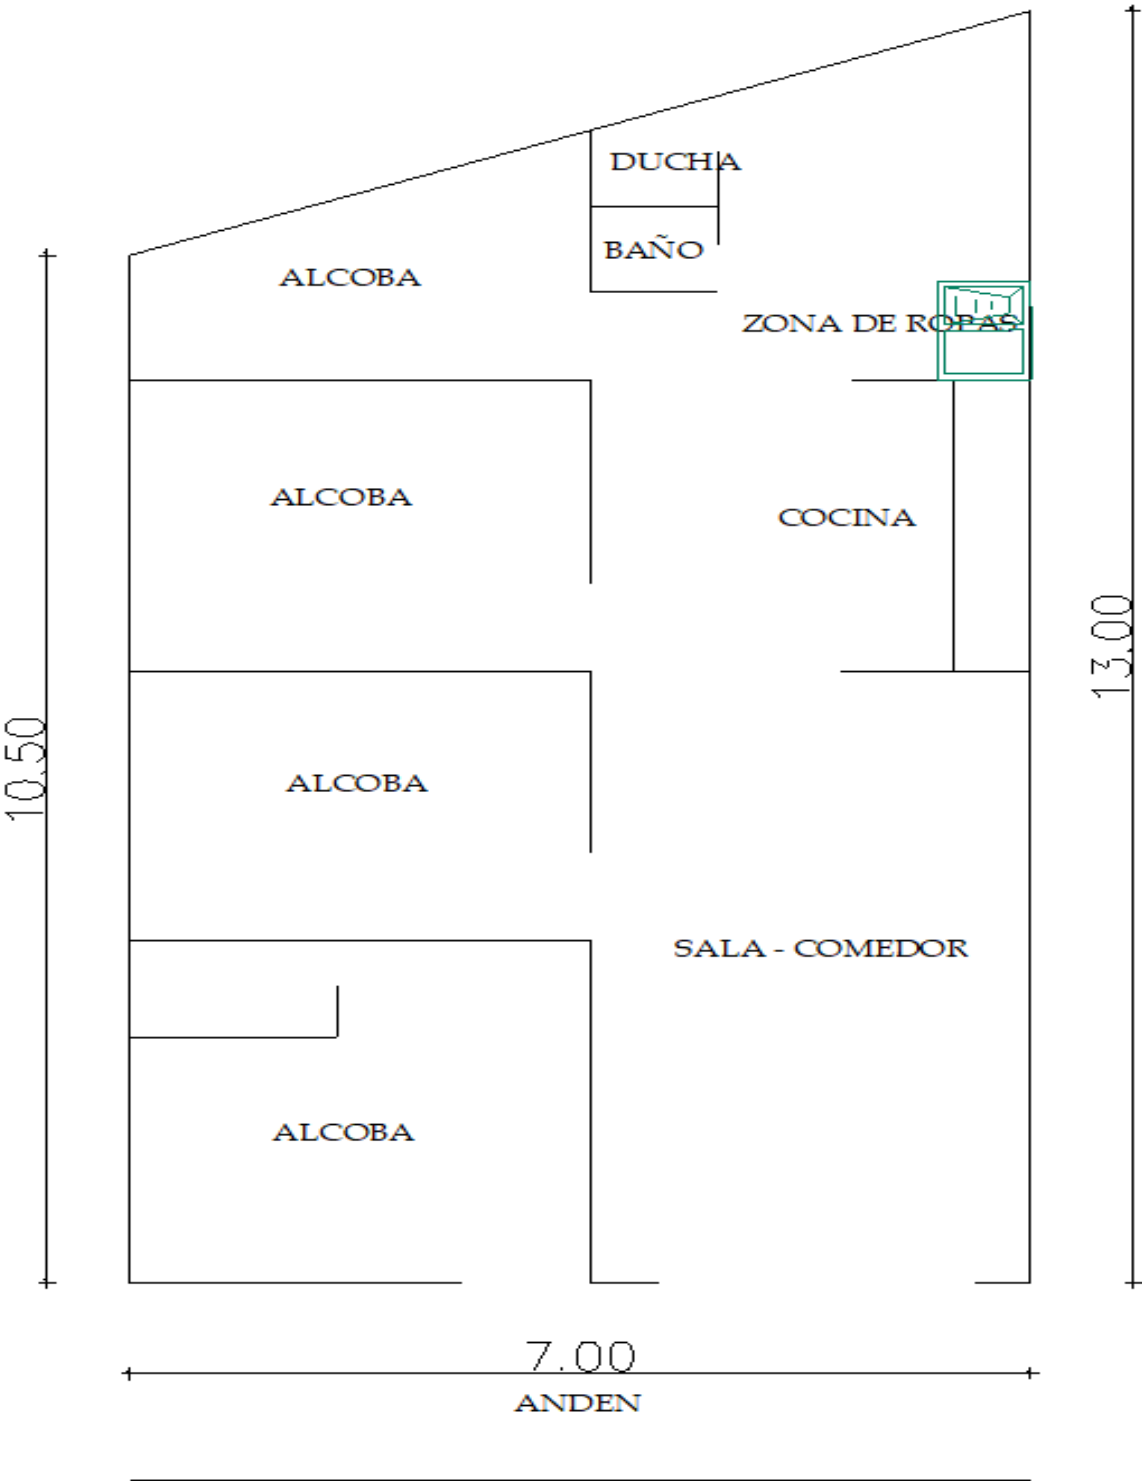 DUCHA
BAÑO
ALCOBA
ZONA DE ROPAS
ALCOBA
COCINA
13.00
10.50
ALCOBA
SALA - COMEDOR
ALCOBA
7.00
ANDEN